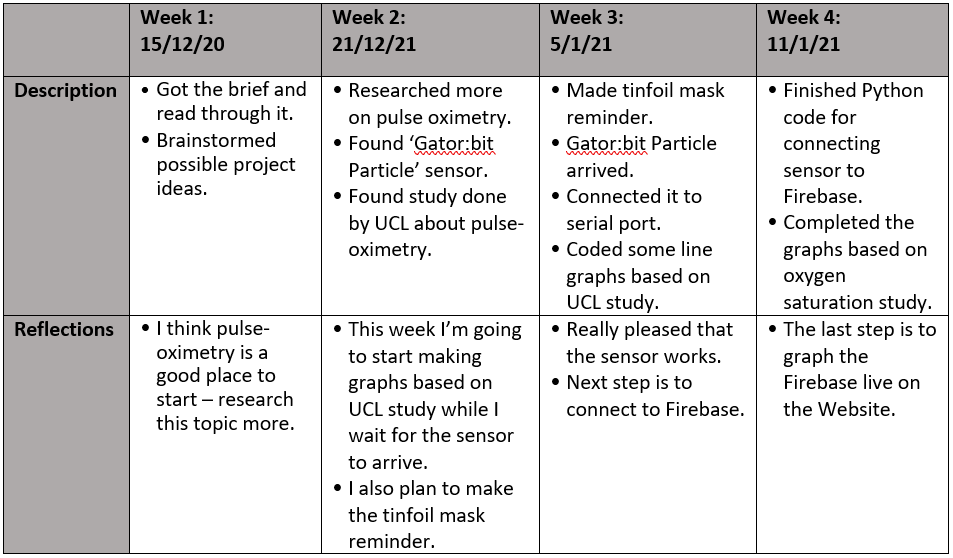 Week 1:
15/12/20
Week 2:
21/12/21
Week 3:
5/1/21
Week 4:
11/1/21
Description
• Got the brief and
read through it.
• Brainstormed
possible project
ideas.
• Researched more
on pulse oximetry.
• Found ‘Gator:bit
Particle’ sensor.
• Found study done
by UCL about pulse-
oximetry.
• Made tinfoil mask
reminder.
• Gator:bit Particle
arrived.
• Connected it to
serial port.
• Coded some line
graphs based on
UCL study.
• Finished Python
code for
connecting
sensor to
Firebase.
• Completed the
graphs based on
oxygen
saturation study.
Reflections
• I think pulse-
oximetry is a
good place to
start – research
this topic more.
• This week I’m going
to start making
graphs based on
UCL study while I
wait for the sensor
to arrive.
• I also plan to make
the tinfoil mask
reminder.
• Really pleased that
the sensor works.
• Next step is to
connect to Firebase.
• The last step is to
graph the
Firebase live on
the Website.